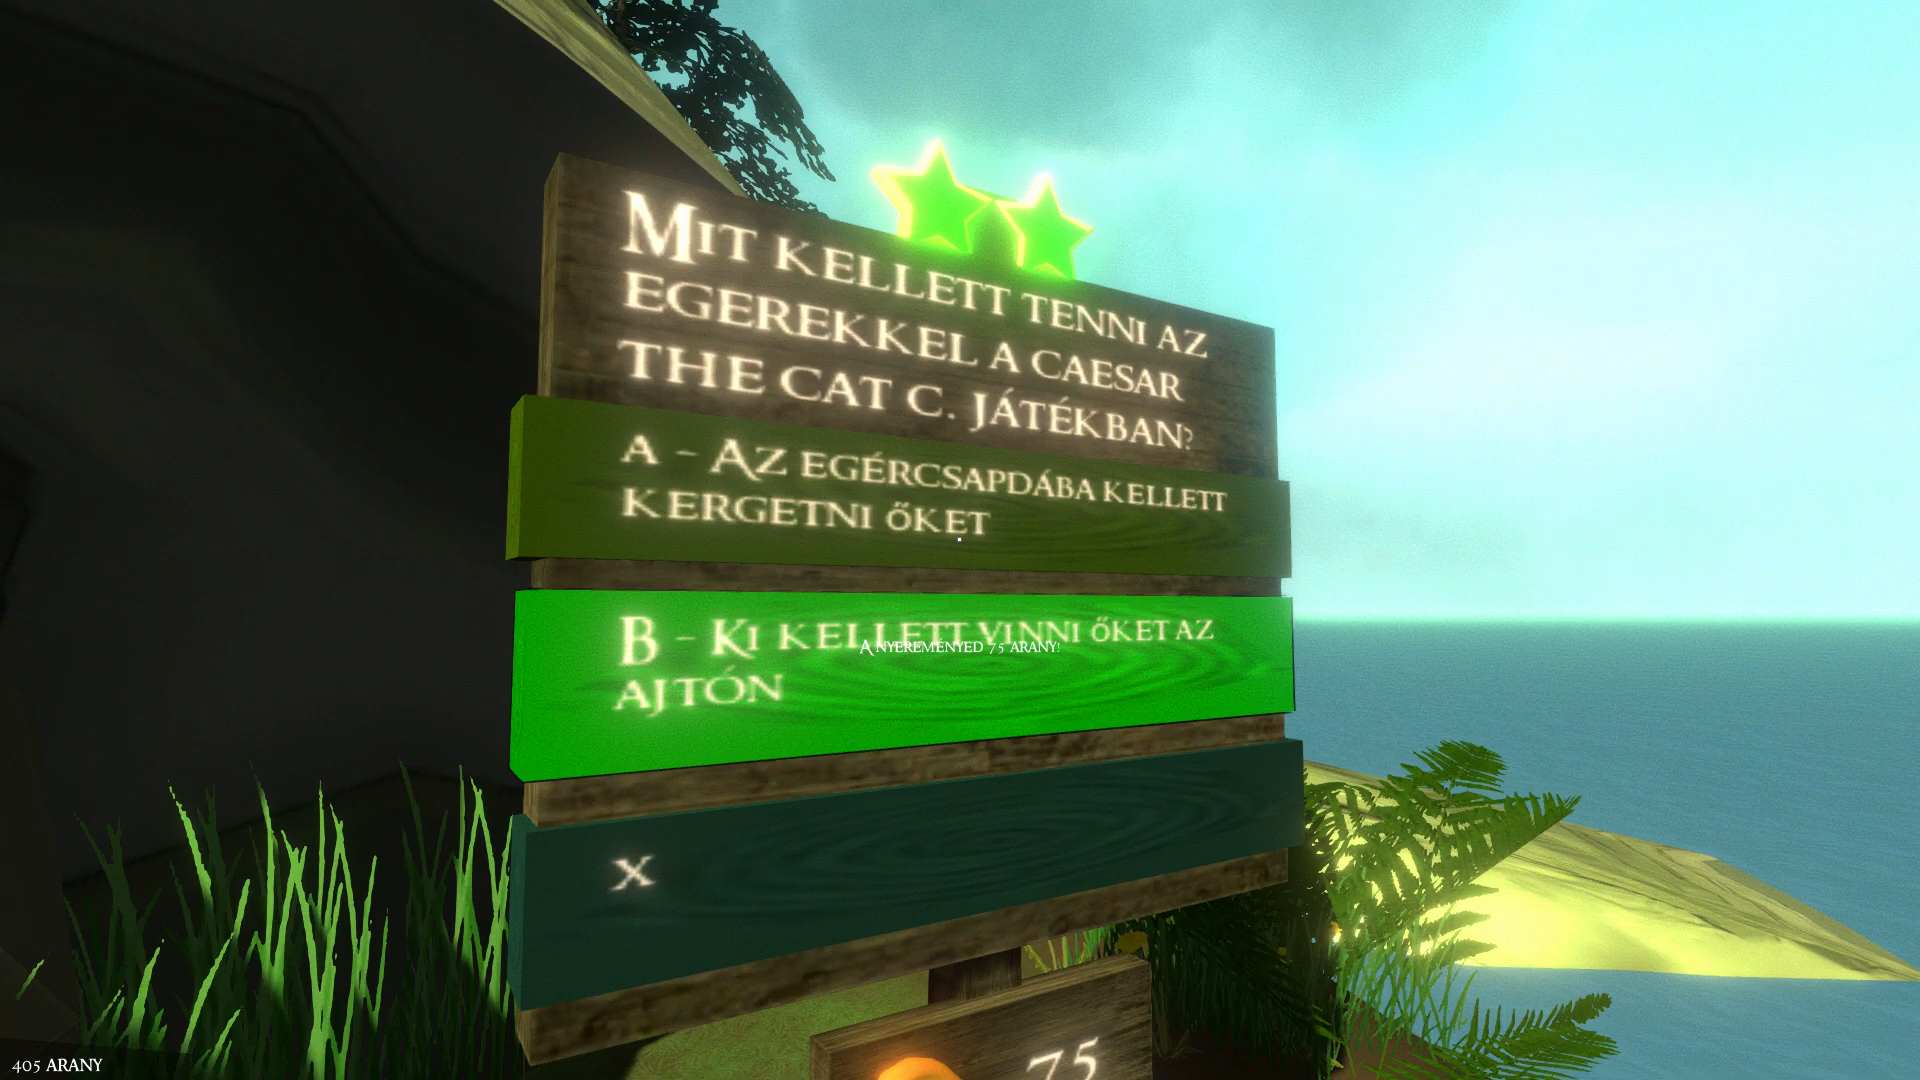 Mit kellett tenni az
egerekkel a Caesar
the Cat c. játékban?
A - Az egércsapdába kellett
kergetni őket
B - Ki kellett vinni őket az
ajtón
A nyereményed 75 arany!
X
75
405 arany